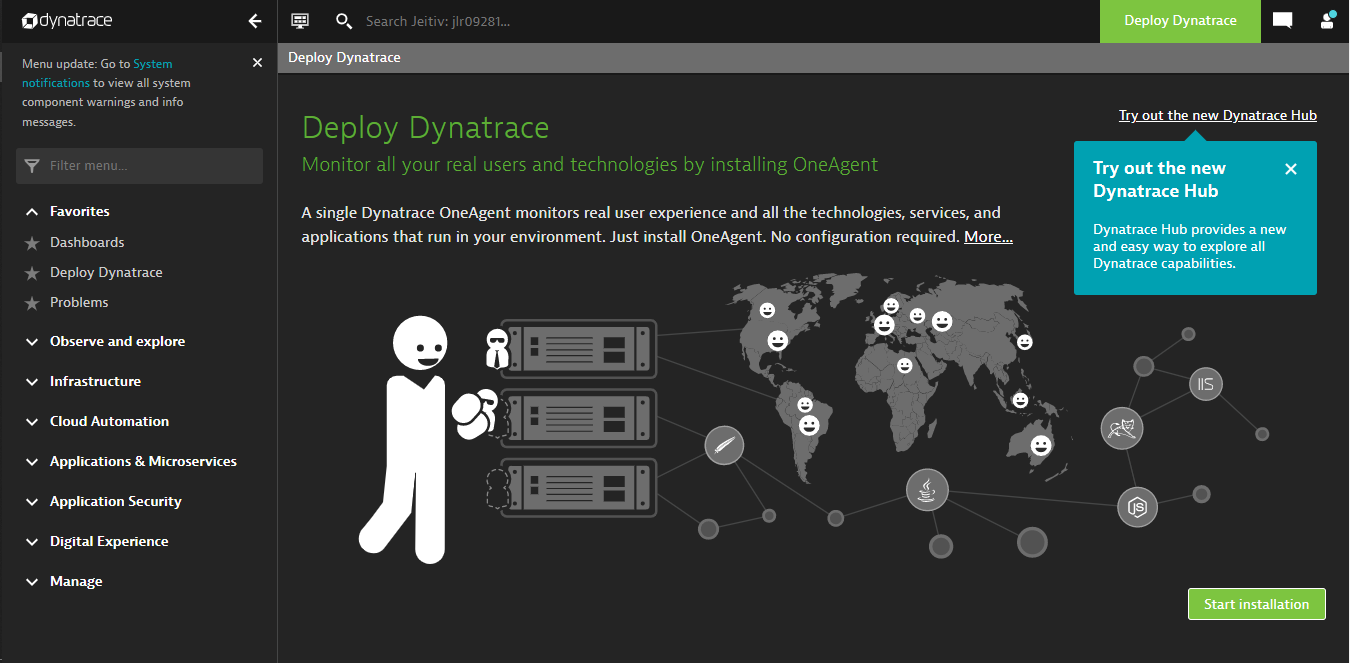 dynatrace
Search Jeitiv: jlr09281...
Deploy Dynatrace
Menu update: Go to System
notifications to view all system
component warnings and info
messages.
Filter menu...
Favorites
Dashboards
Deploy Dynatrace
Problems
Observe and explore
Infrastructure
Cloud Automation
Applications & Microservices
Application Security
Digital Experience
Manage
Deploy Dynatrace
Deploy Dynatrace
Monitor all your real users and technologies by installing OneAgent
A single Dynatrace OneAgent monitors real user experience and all the technologies, services, and
applications that run in your environment. Just install OneAgent. No configuration required. More...
Try out the new Dynatrace Hub
Try out the new
Dynatrace Hub
Dynatrace Hub provides a new
and easy way to explore all
Dynatrace capabilities.
IIS
JS
Start installation